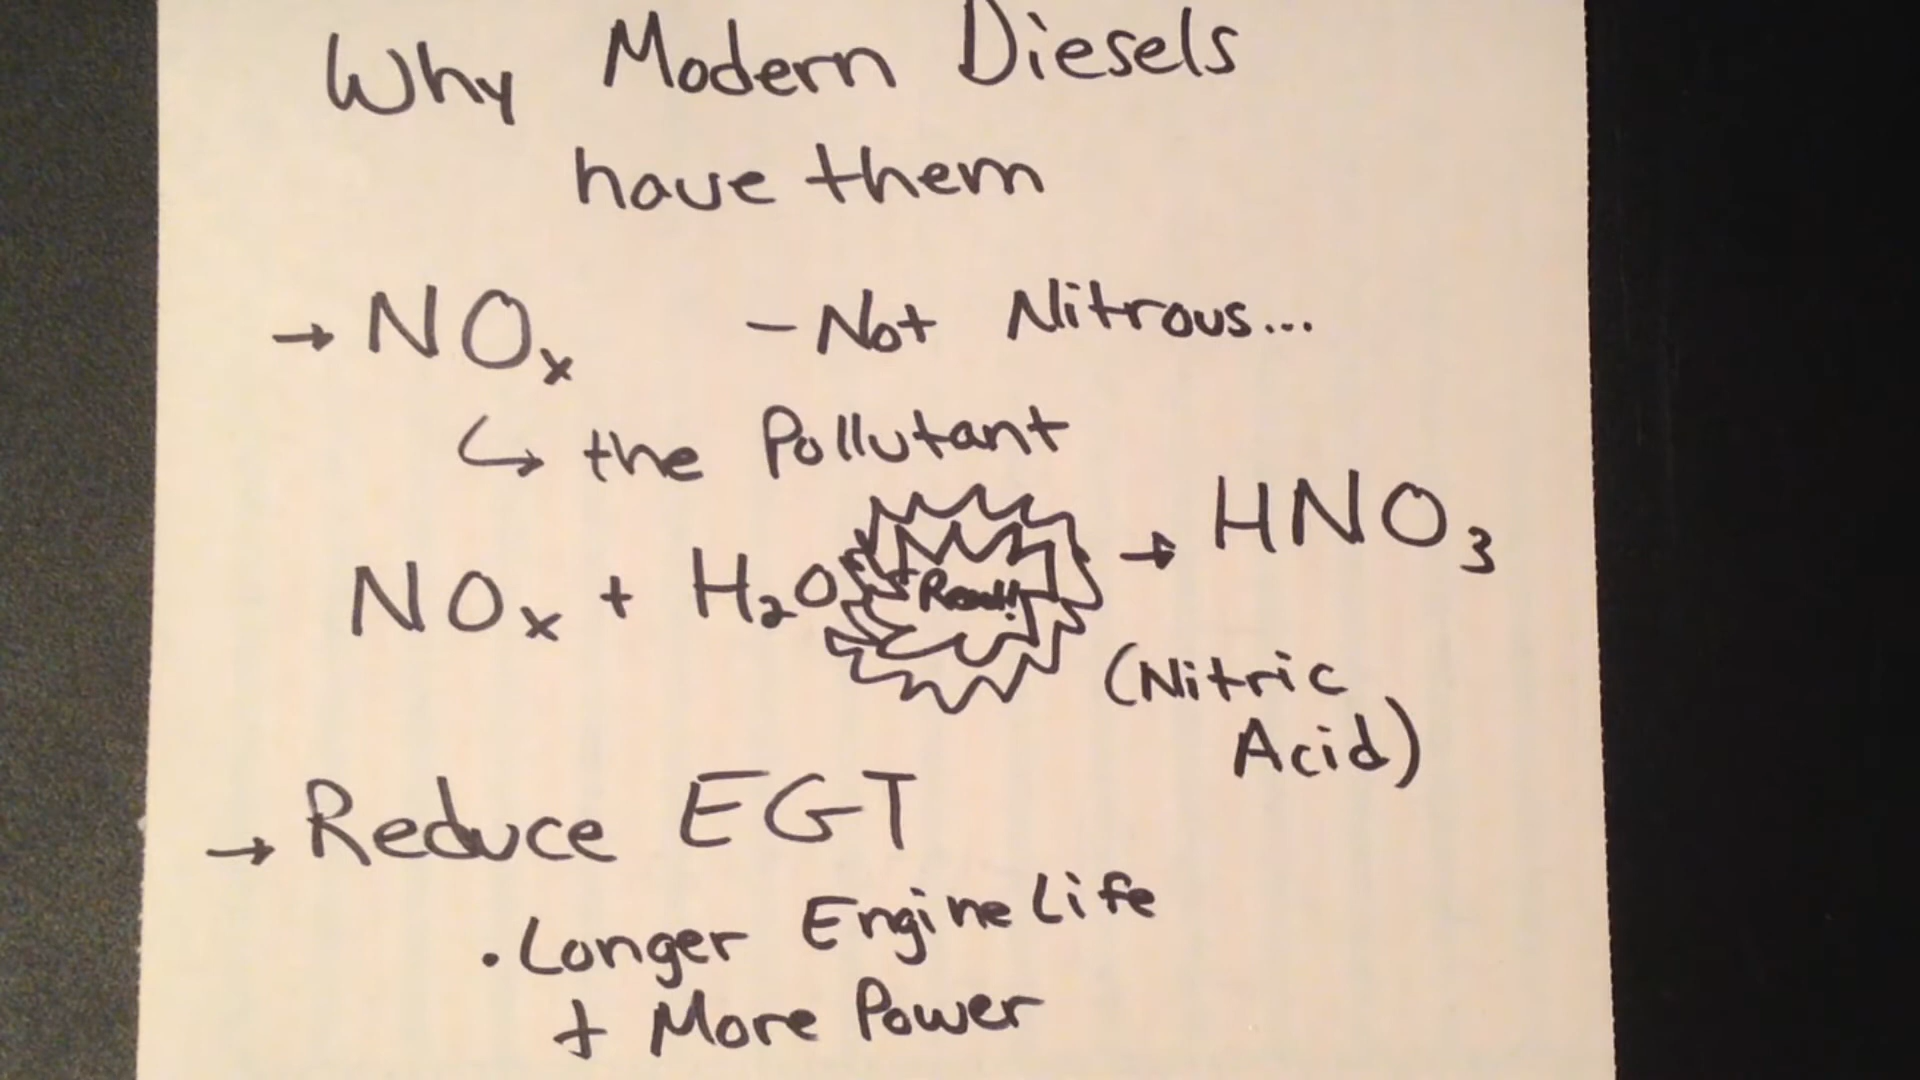 Why Modern Diesels
have them
→ NOₓ - Not Nitrous...
↳ the Pollutant
NOₓ + H₂O → HNO₃
(Nitric
Acid)
→ Reduce EGT
• Longer Engine Life
+ More Power